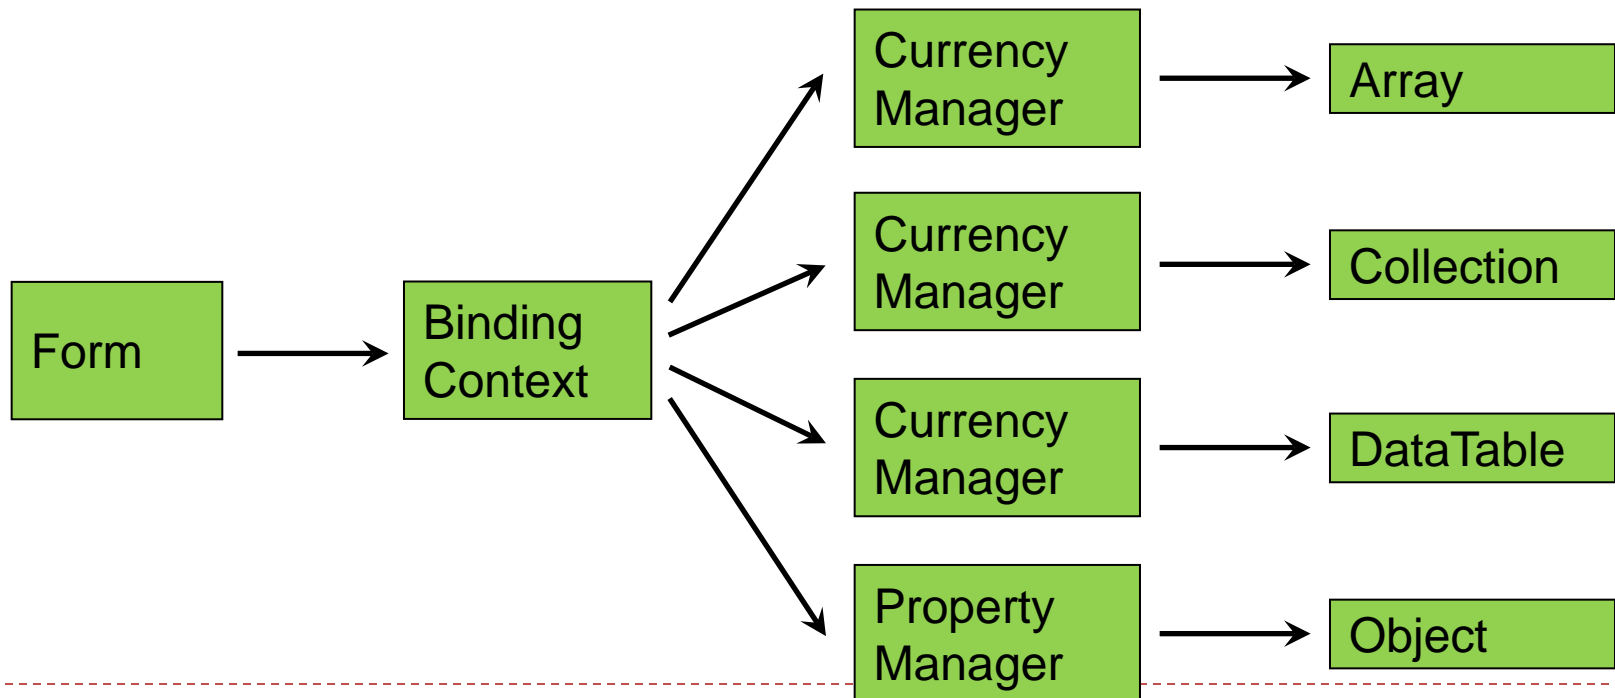 Currency
Manager
Array
Currency
Manager
Collection
Form
Binding
Context
Currency
Manager
DataTable
Property
Manager
Object